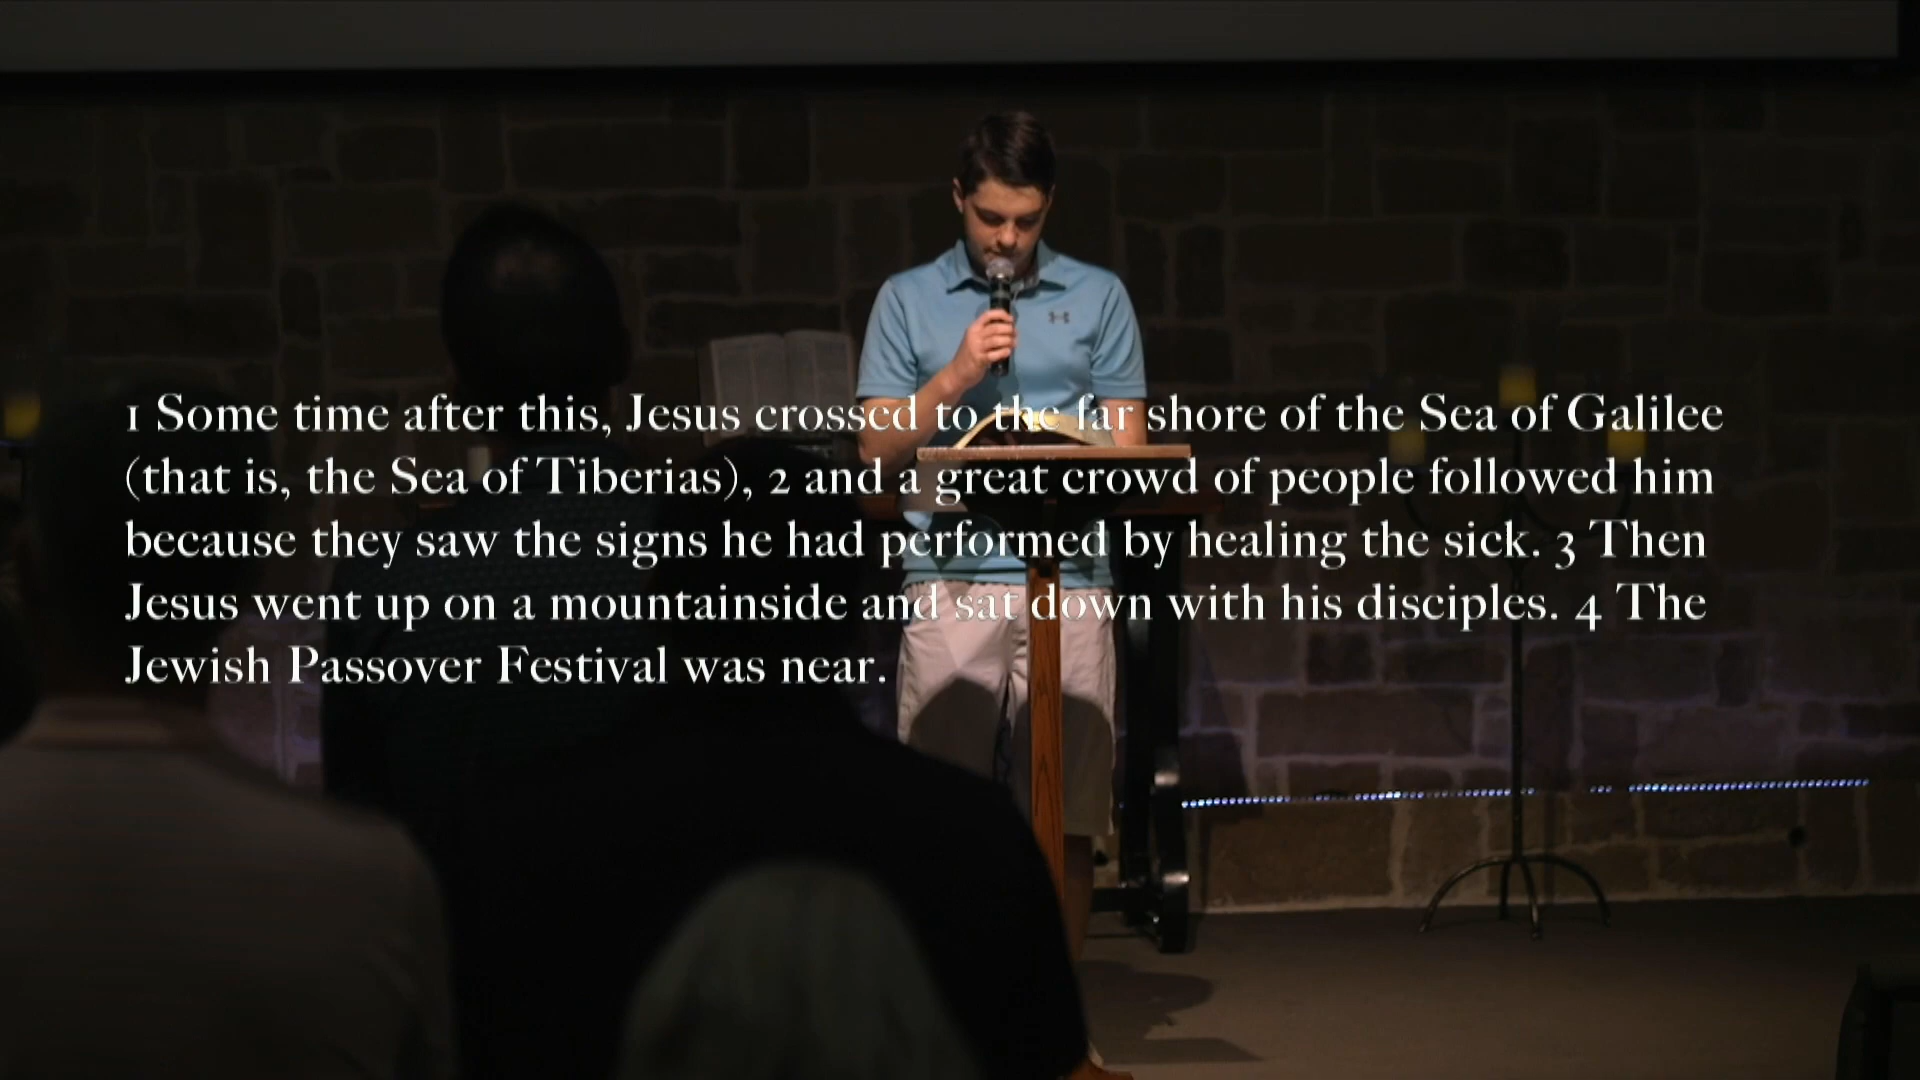 1 Some time after this, Jesus crossed to the far shore of the Sea of Galilee
(that is, the Sea of Tiberias), 2 and a great crowd of people followed him
because they saw the signs he had performed by healing the sick. 3 Then
Jesus went up on a mountainside and sat down with his disciples. 4 The
Jewish Passover Festival was near.